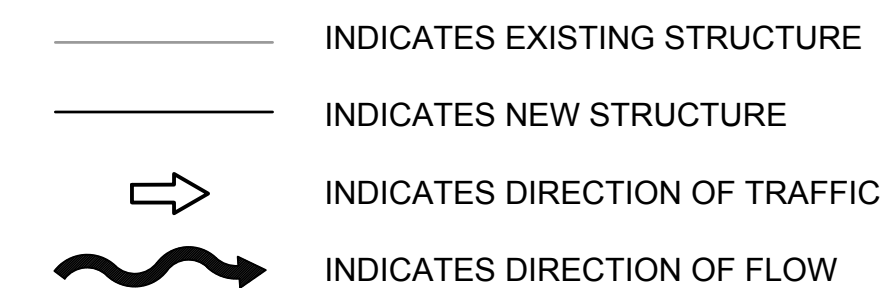 INDICATES EXISTING STRUCTURE
INDICATES NEW STRUCTURE
INDICATES DIRECTION OF TRAFFIC
INDICATES DIRECTION OF FLOW